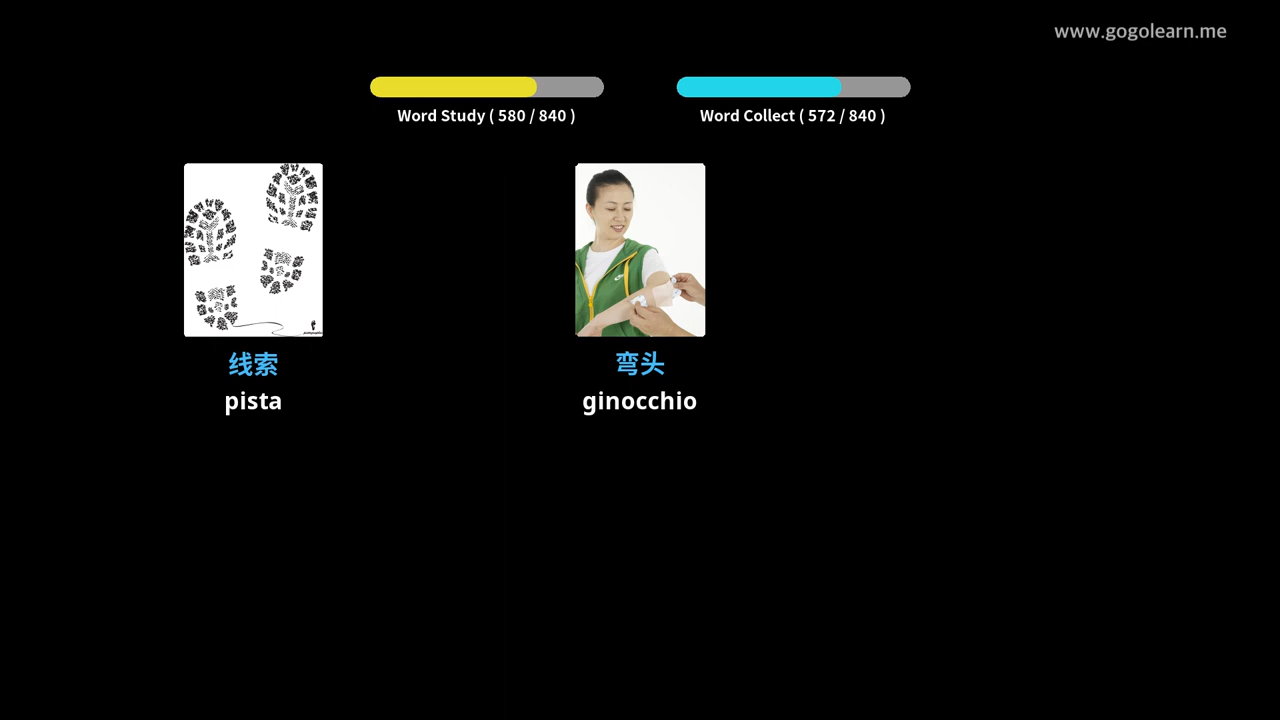 www.gogolearn.me
Word Study ( 580 / 840 )
Word Collect ( 572 / 840 )
线索
pista
弯头
ginocchio